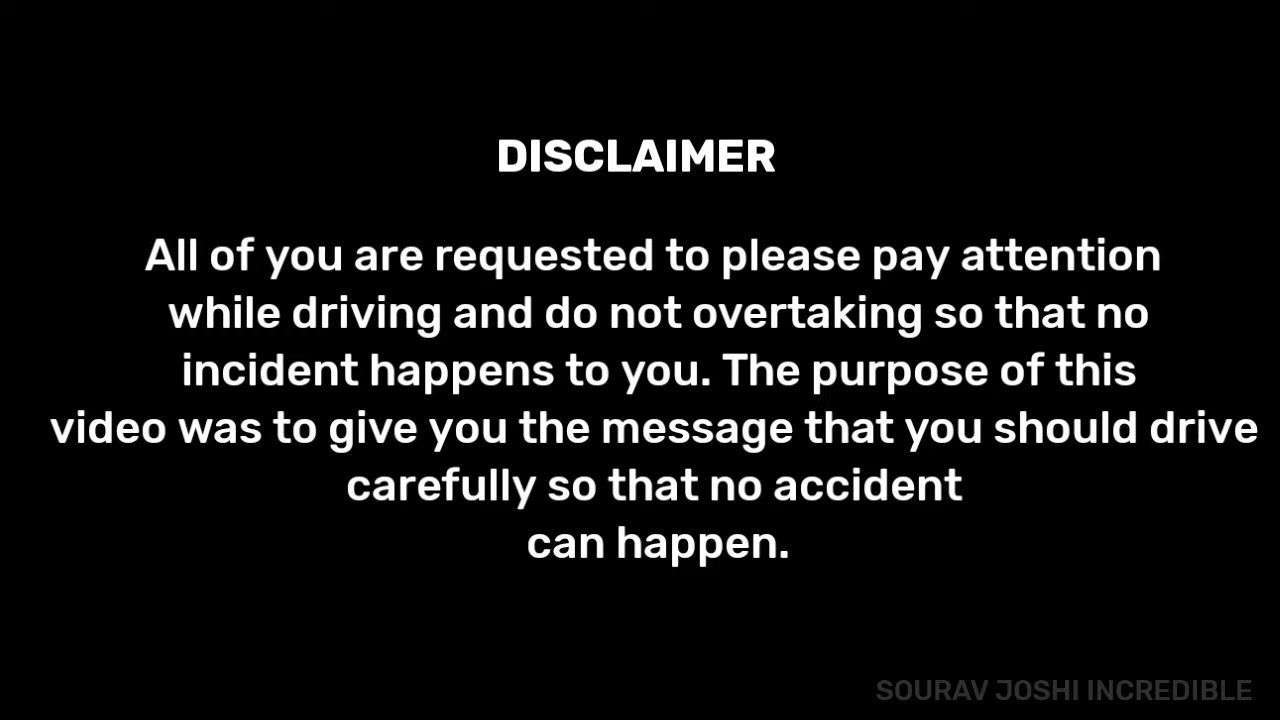 DISCLAIMER
All of you are requested to please pay attention
while driving and do not overtaking so that no
incident happens to you. The purpose of this
video was to give you the message that you should drive
carefully so that no accident
can happen.
SOURAV JOSHI INCREDIBLE